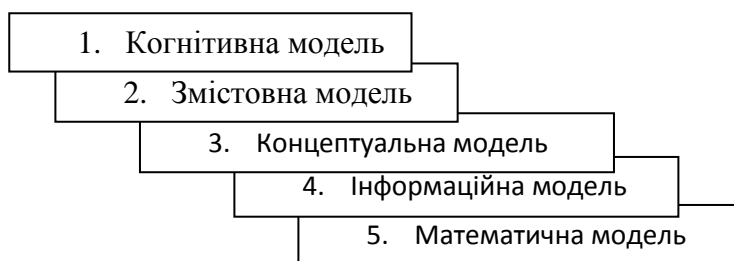 1. Когнітивна модель
2. Змістовна модель
3. Концептуальна модель
4. Інформаційна модель
5. Математична модель